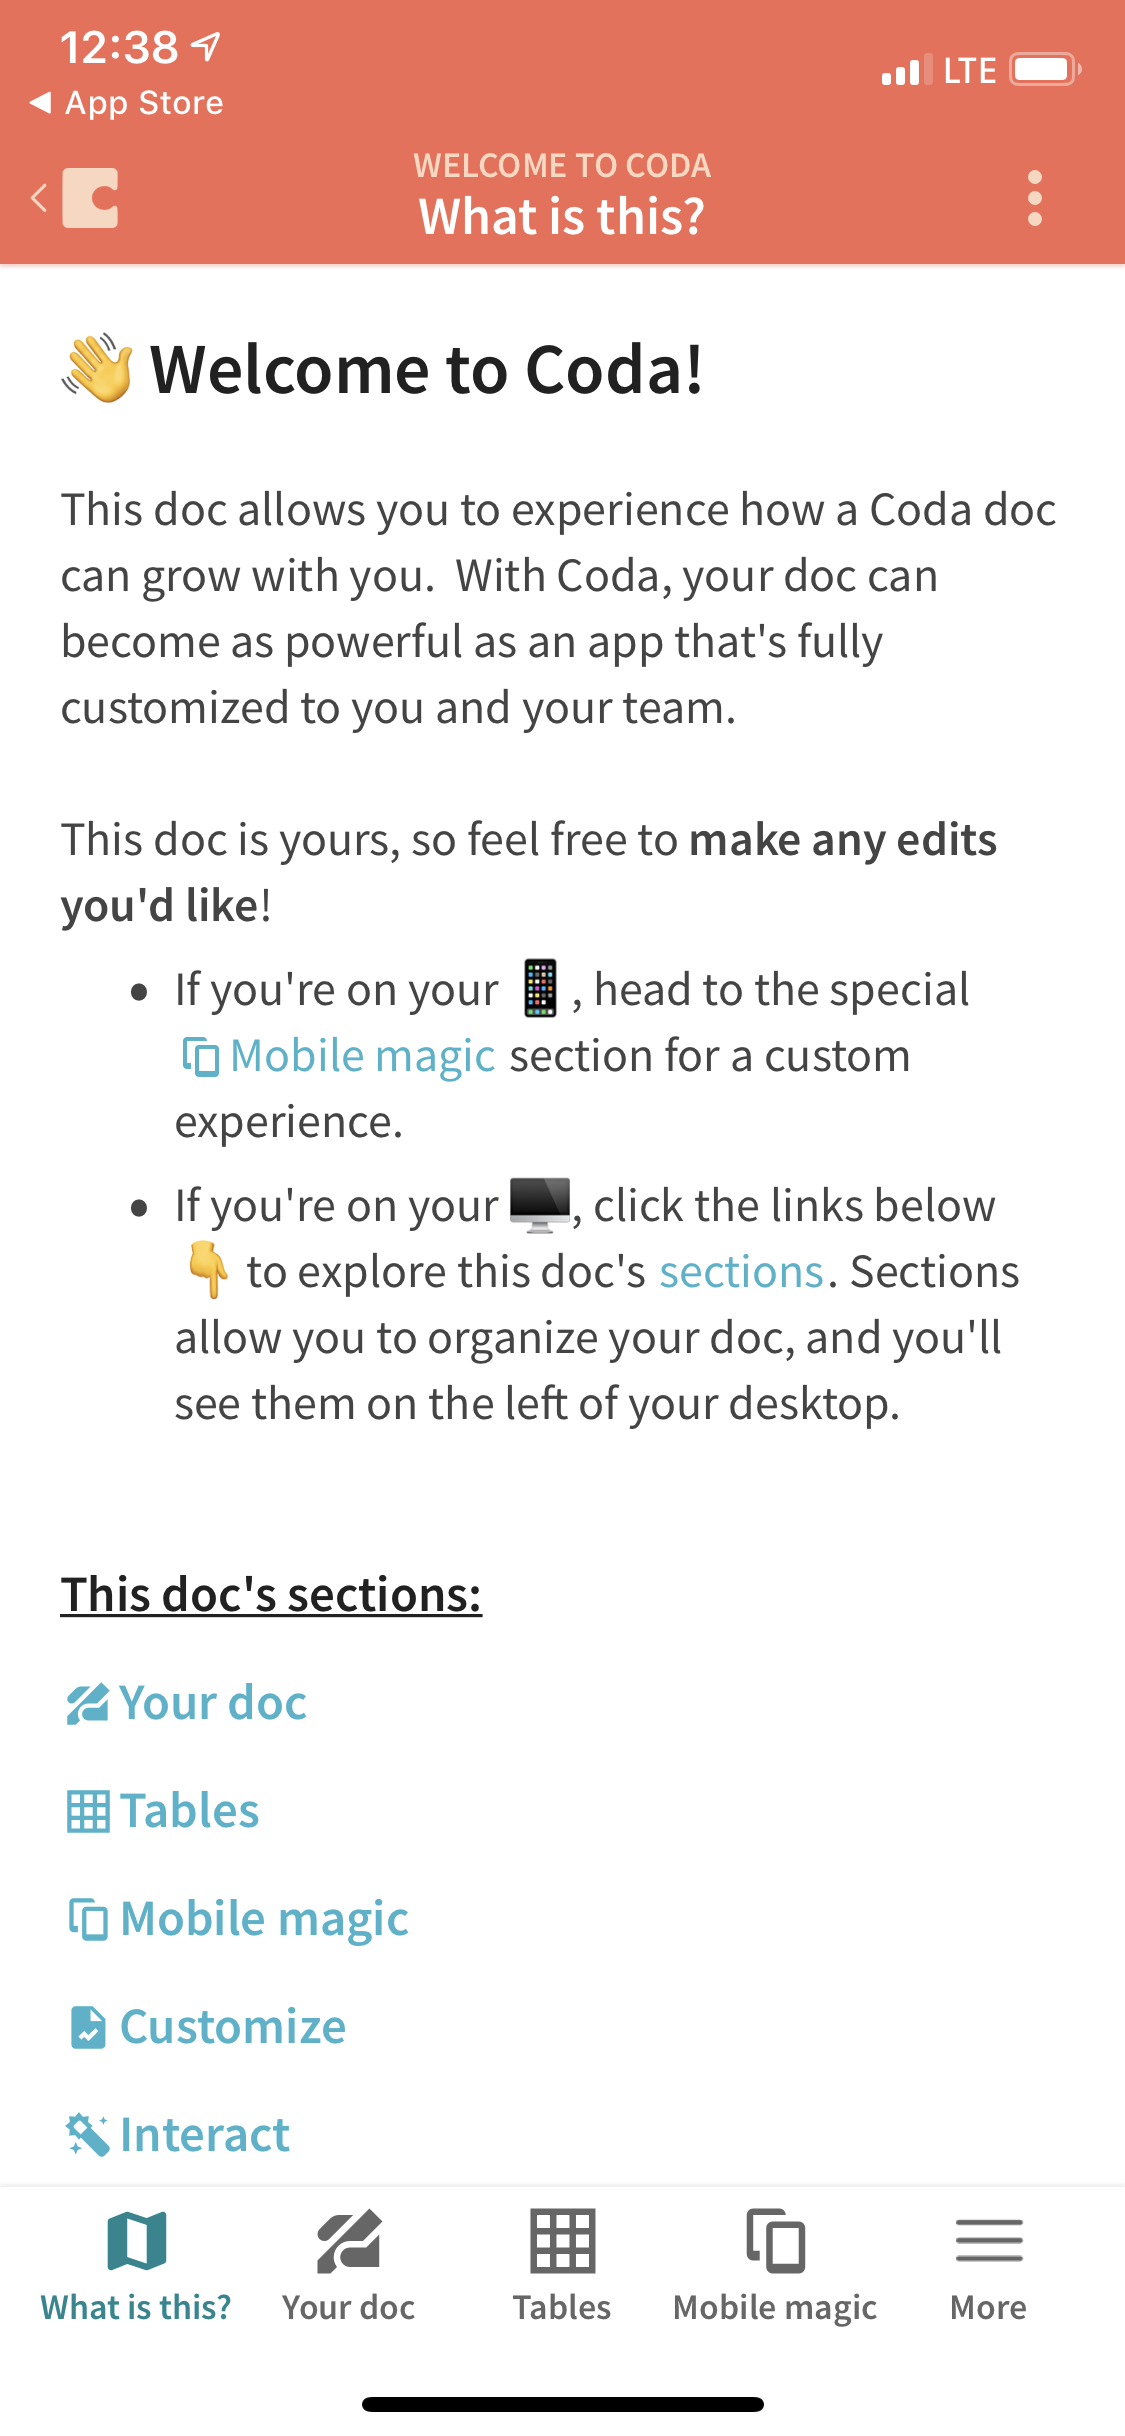 12:38
App Store
LTE
WELCOME TO CODA
What is this?
👋 Welcome to Coda!
This doc allows you to experience how a Coda doc
can grow with you.  With Coda, your doc can
become as powerful as an app that's fully
customized to you and your team.
This doc is yours, so feel free to make any edits
you'd like!
• If you're on your 📱, head to the special
Mobile magic section for a custom
experience.
• If you're on your 🖥, click the links below
👇 to explore this doc's sections. Sections
allow you to organize your doc, and you'll
see them on the left of your desktop.
This doc's sections:
Your doc
Tables
Mobile magic
Customize
Interact
What is this?
Your doc
Tables
Mobile magic
More